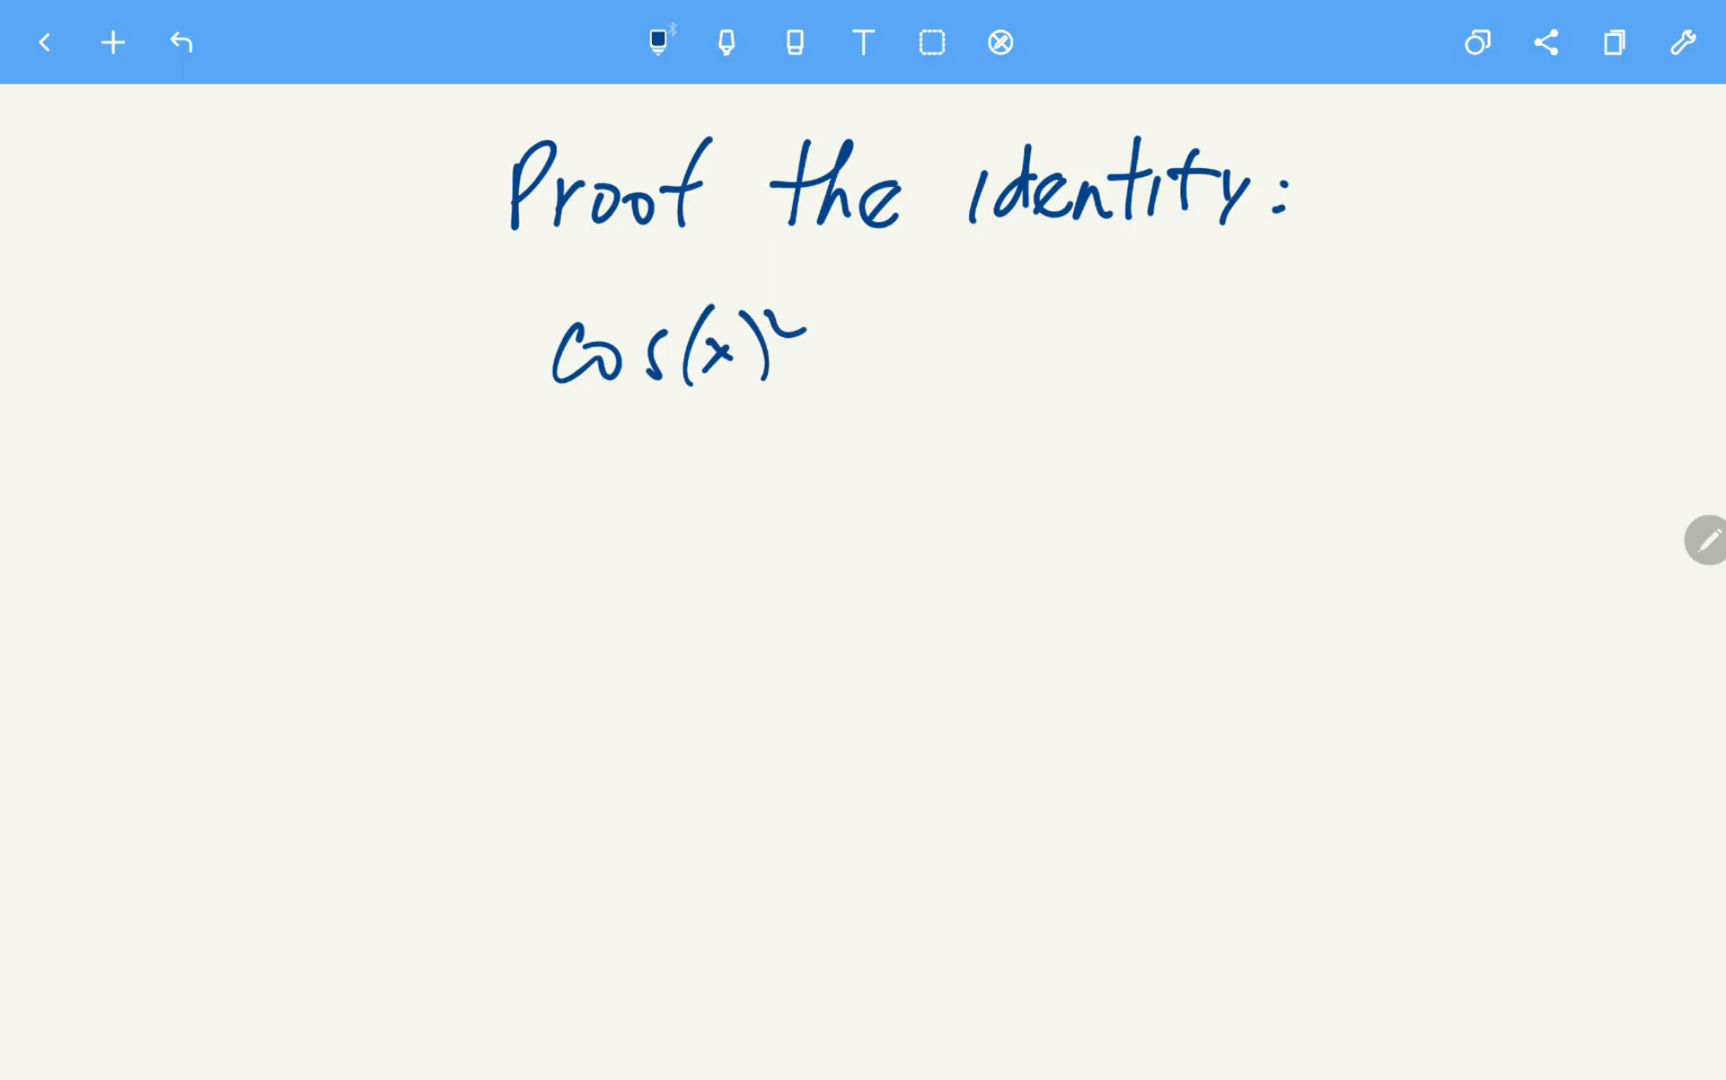 Proof the identity:
cos(x)²